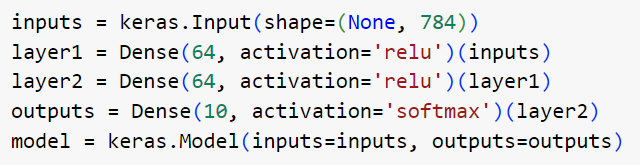 inputs = keras.Input(shape=(None, 784))
layer1 = Dense(64, activation='relu')(inputs)
layer2 = Dense(64, activation='relu')(layer1)
outputs = Dense(10, activation='softmax')(layer2)
model = keras.Model(inputs=inputs, outputs=outputs)